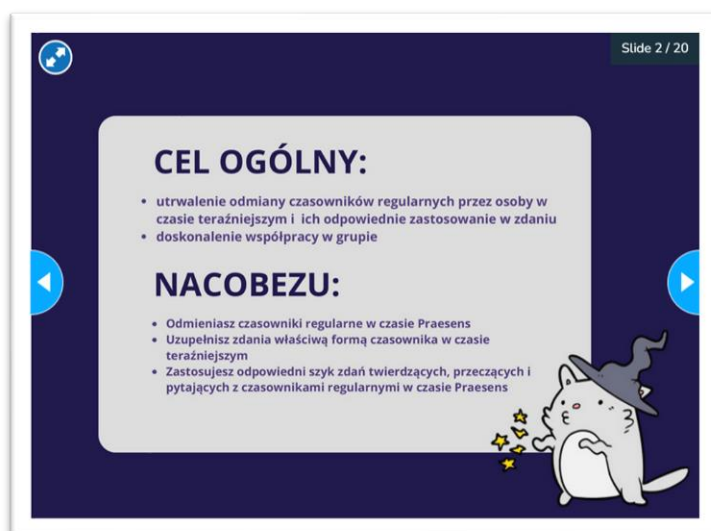 Slide 2 / 20
CEL OGÓLNY:
• utrwalenie odmiany czasowników regularnych przez osoby w
czasie teraźniejszym i ich odpowiednie zastosowanie w zdaniu
• doskonalenie współpracy w grupie
NACOBEZU:
• Odmieniasz czasowniki regularne w czasie Praesens
• Uzupełnisz zdania właściwą formą czasownika w czasie
teraźniejszym
• Zastosujesz odpowiedni szyk zdań twierdzących, przeczących i
pytających z czasownikami regularnymi w czasie Praesens